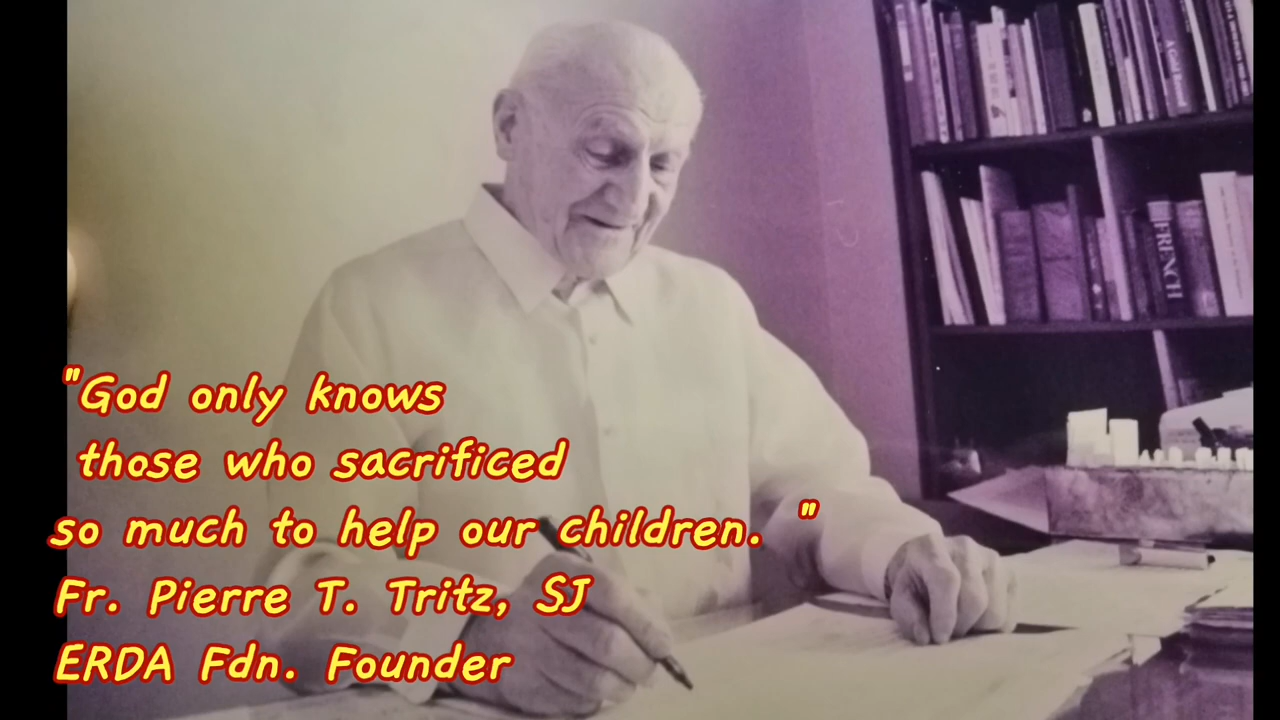 "God only knows
those who sacrificed
so much to help our children. "
Fr. Pierre T. Tritz, SJ
ERDA Fdn. Founder
FRENCH